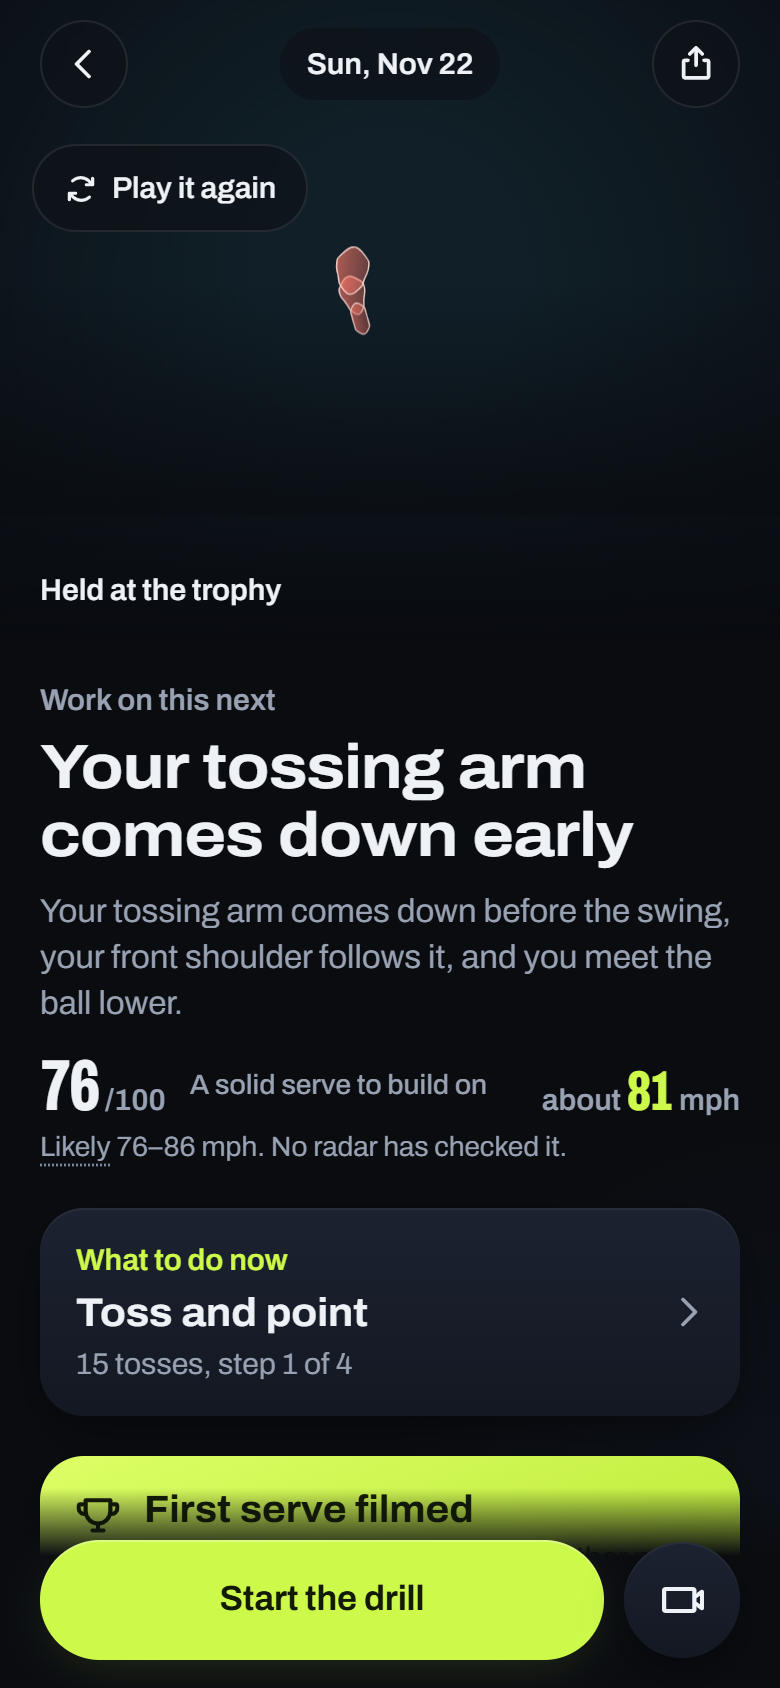 Sun, Nov 22
Play it again
Held at the trophy
Work on this next
Your tossing arm
comes down early
Your tossing arm comes down before the swing,
your front shoulder follows it, and you meet the
ball lower.
76 /100 A solid serve to build on about 81 mph
Likely 76–86 mph. No radar has checked it.
What to do now
Toss and point
15 tosses, step 1 of 4
First serve filmed
Start the drill